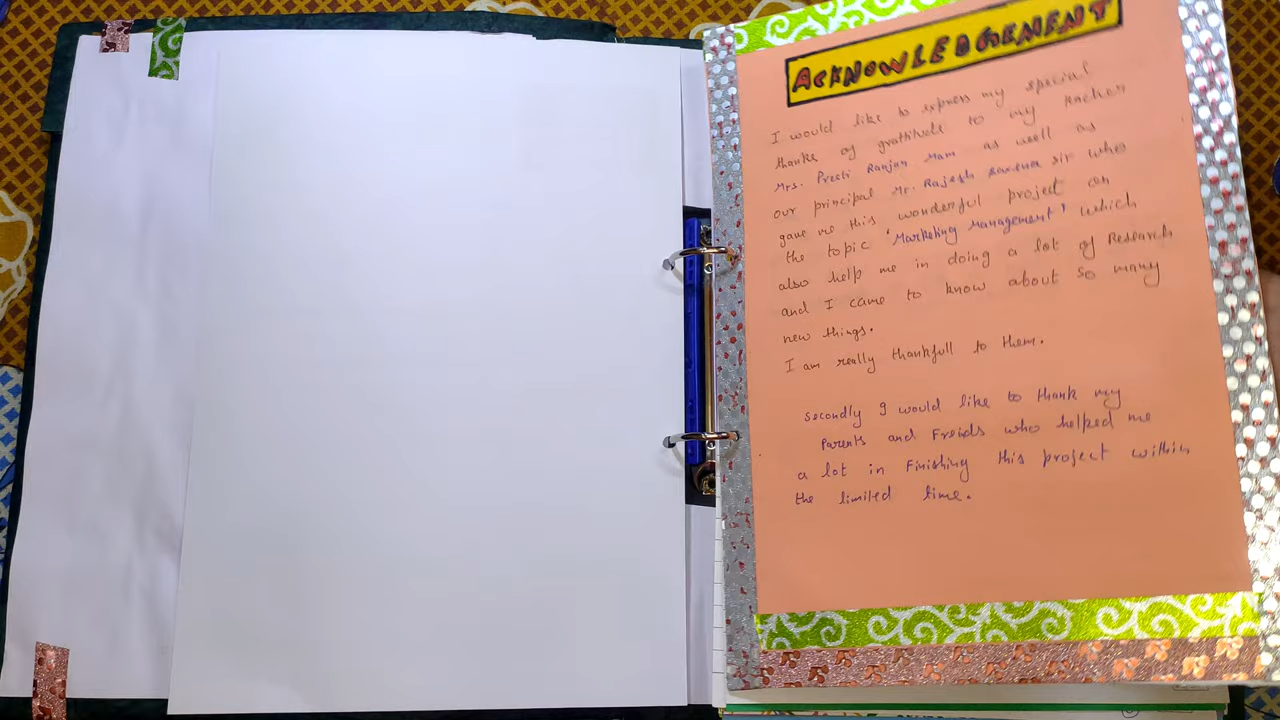 ACKNOWLEDGEMENT
I would like to express my special
thanks of grattitude to my teacher
Mrs. Preeti Ranjan Mam as well as
our principal Mr. Rajesh Saxena sir who
gave me this wonderful project on
the topic 'Marketing Management' which
also help me in doing a lot of Research
and I came to know about so many
new things.
I am really thankfull to them.
Secondly I would like to thank my
Parents and Freinds who helped me
a lot in Finishing this project within
the limited time.